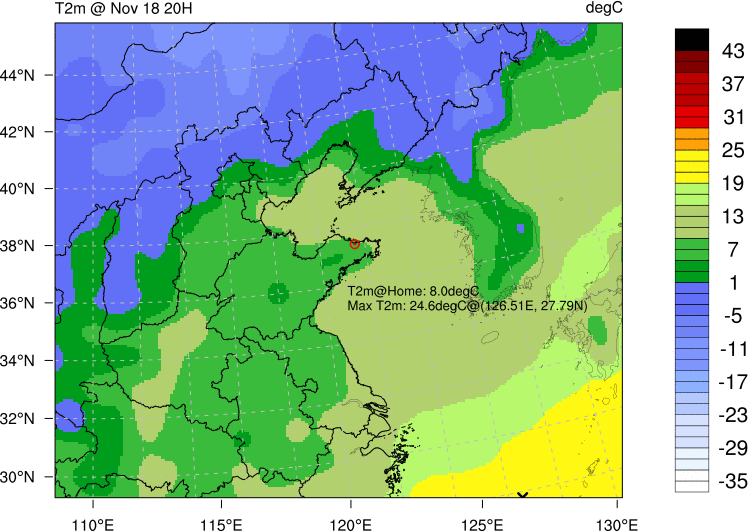 T2m @ Nov 18 20H
degC
44°N
42°N
40°N
38°N
36°N
34°N
32°N
30°N
T2m@Home: 8.0degC
Max T2m: 24.6degC@(126.51E, 27.79N)
110°E
115°E
120°E
125°E
130°E
43
37
31
25
19
13
7
1
-5
-11
-17
-23
-29
-35